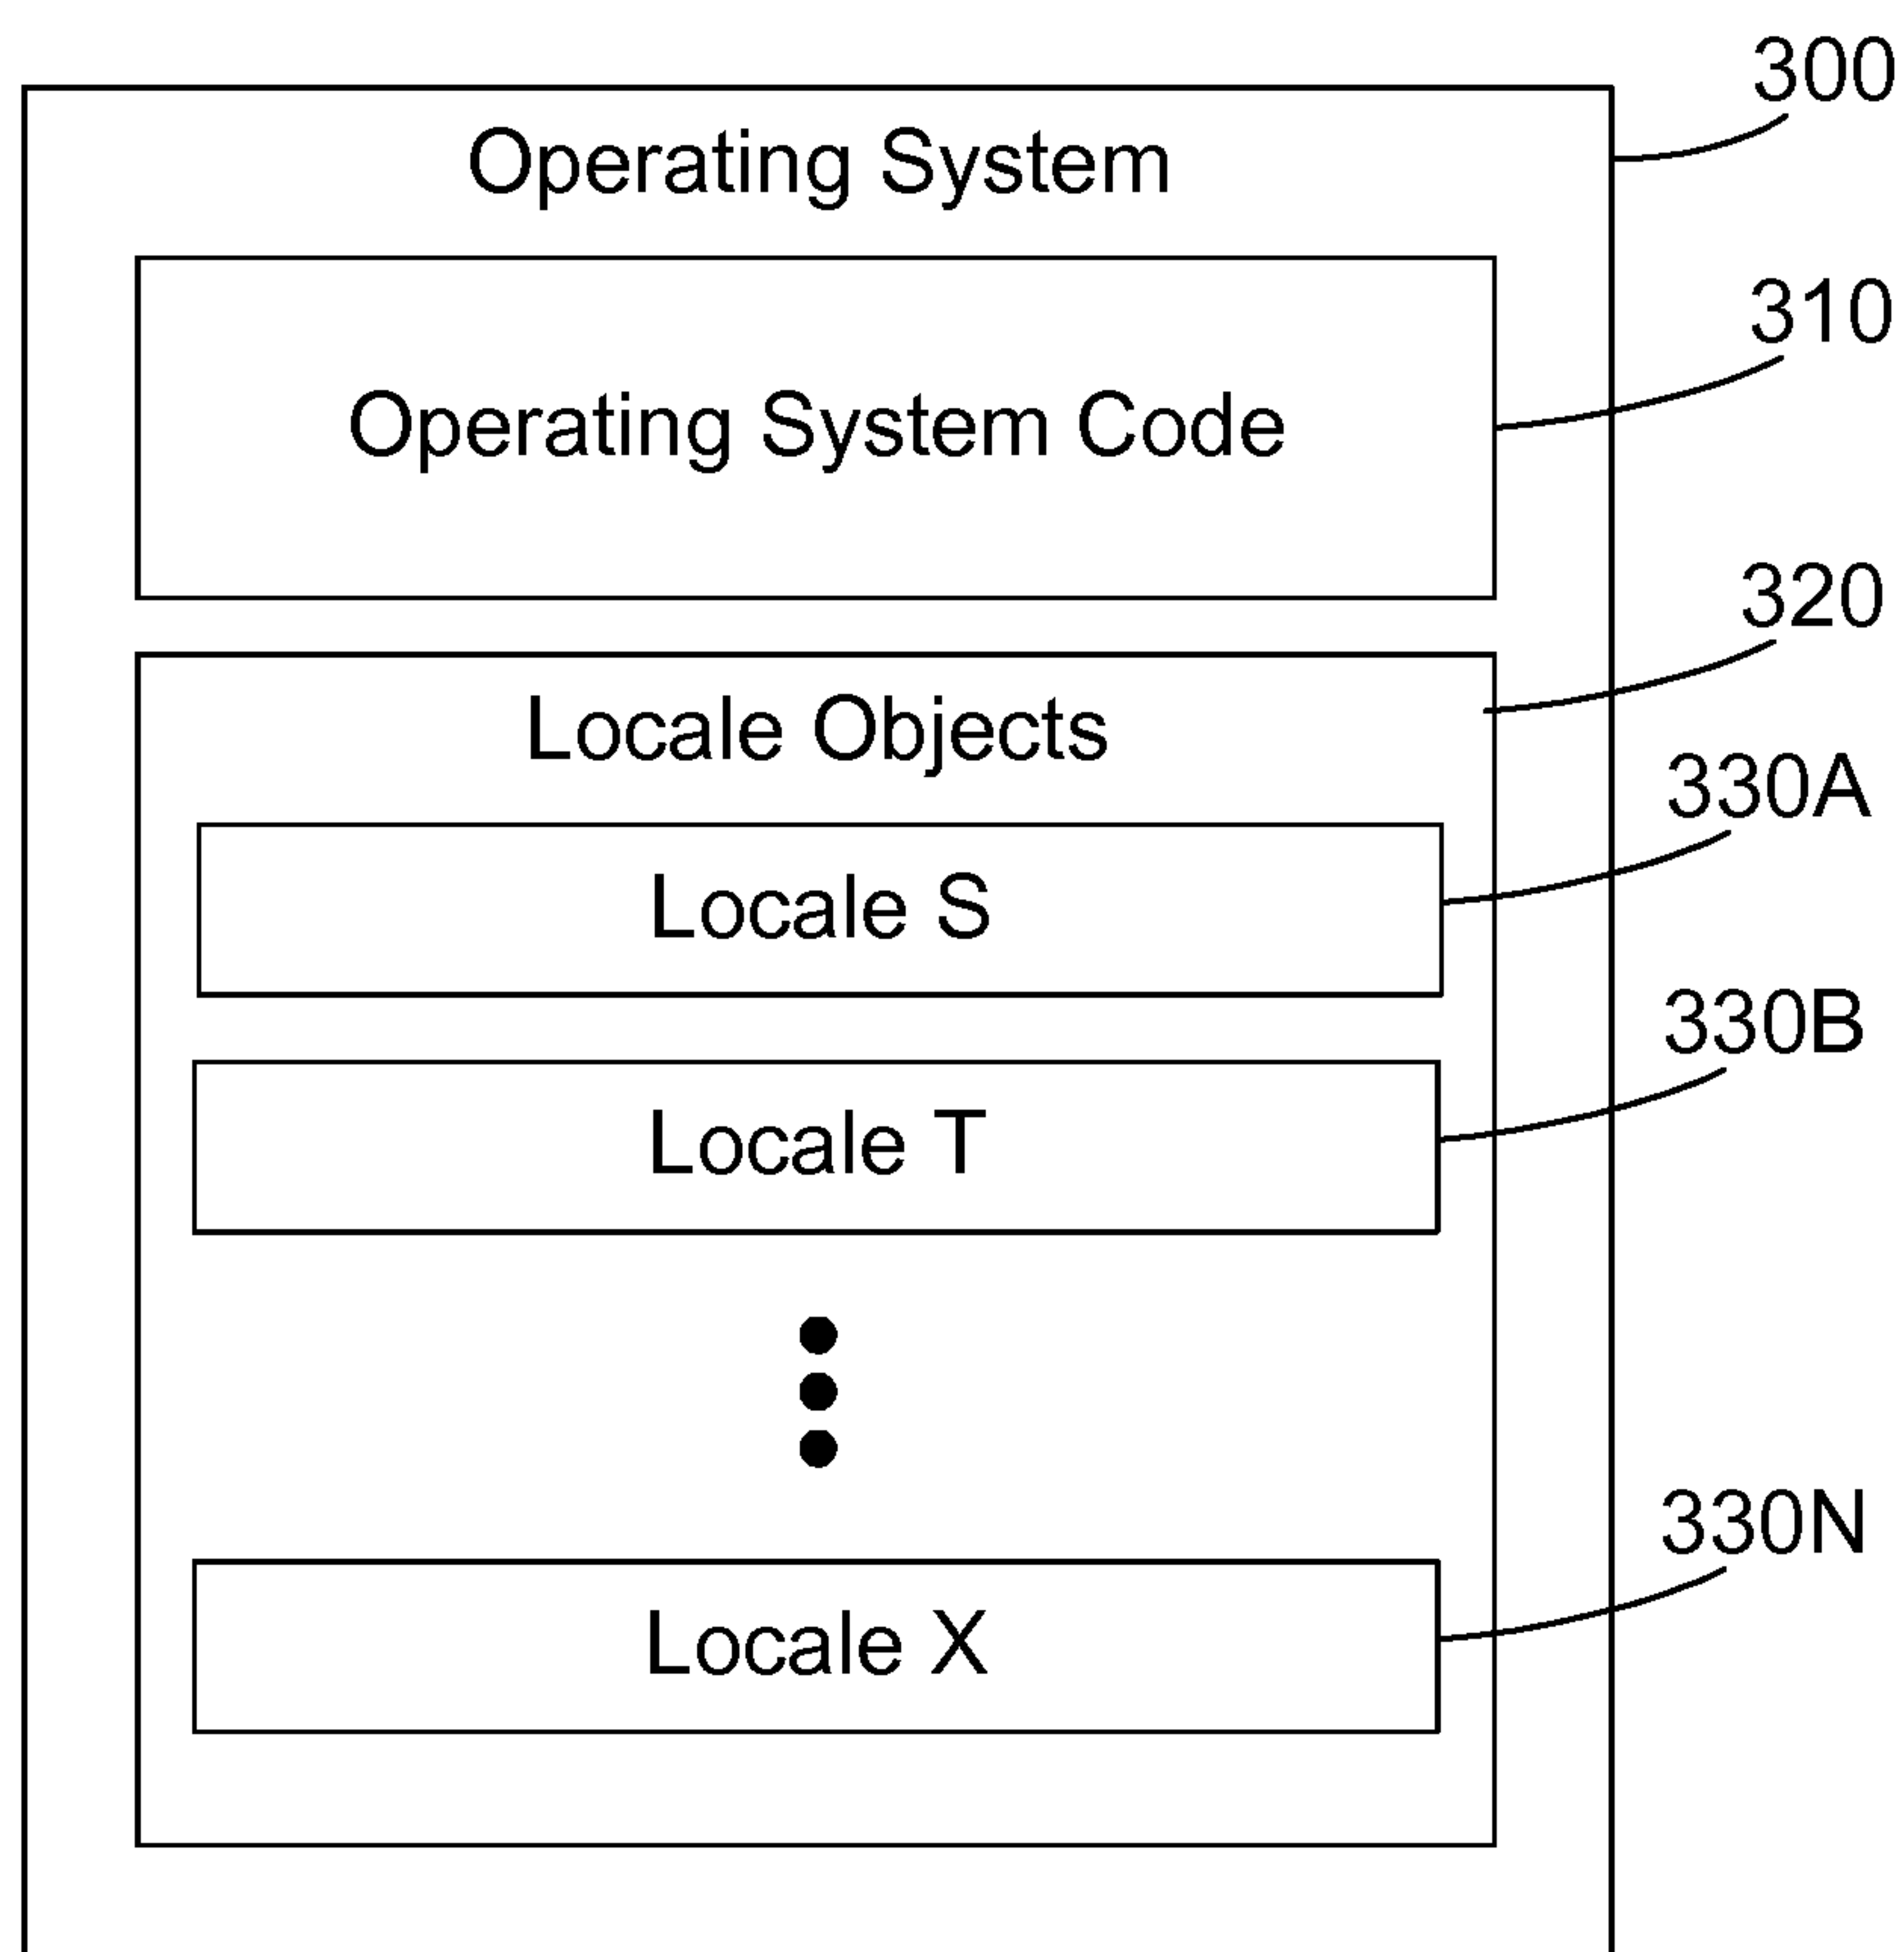 300
Operating System
310
Operating System Code
320
Locale Objects
330A
Locale S
330B
Locale T
330N
Locale X